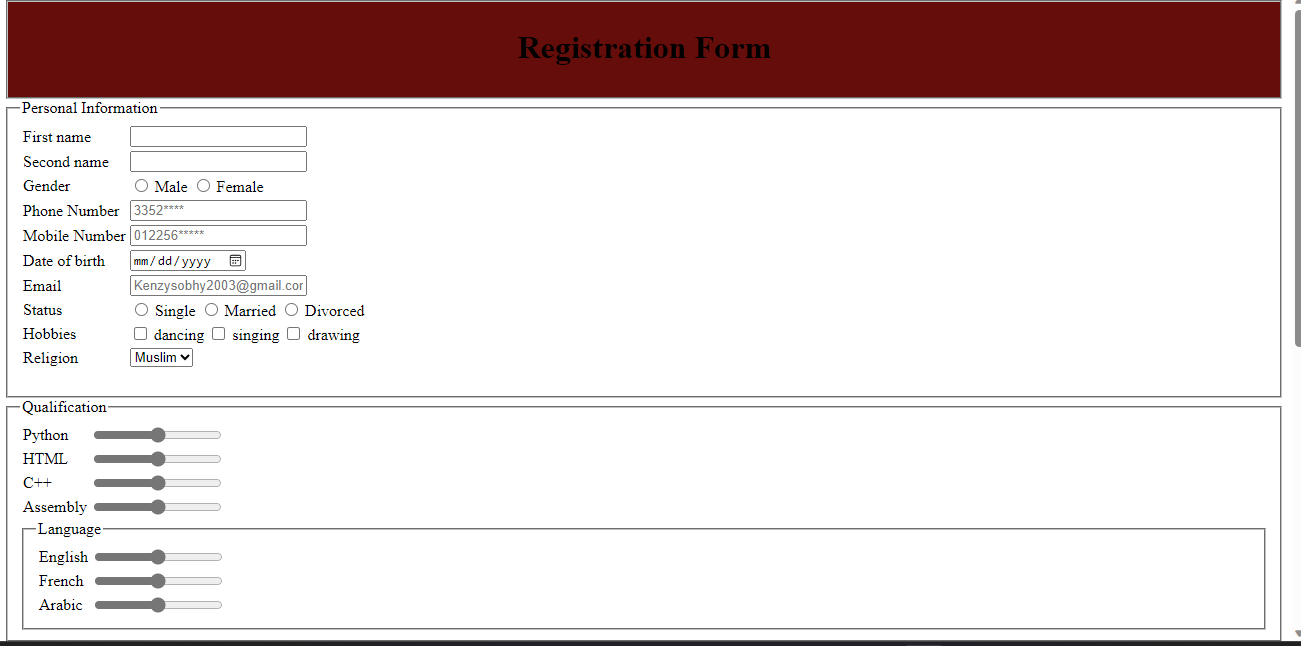 Registration Form
Personal Information
First name
Second name
Gender Male Female
Phone Number 3352****
Mobile Number 012256*****
Date of birth mm/dd/yyyy
Email Kenzysobhy2003@gmail.cor
Status Single Married Divorced
Hobbies dancing singing drawing
Religion Muslim
Qualification
Python
HTML
C++
Assembly
Language
English
French
Arabic